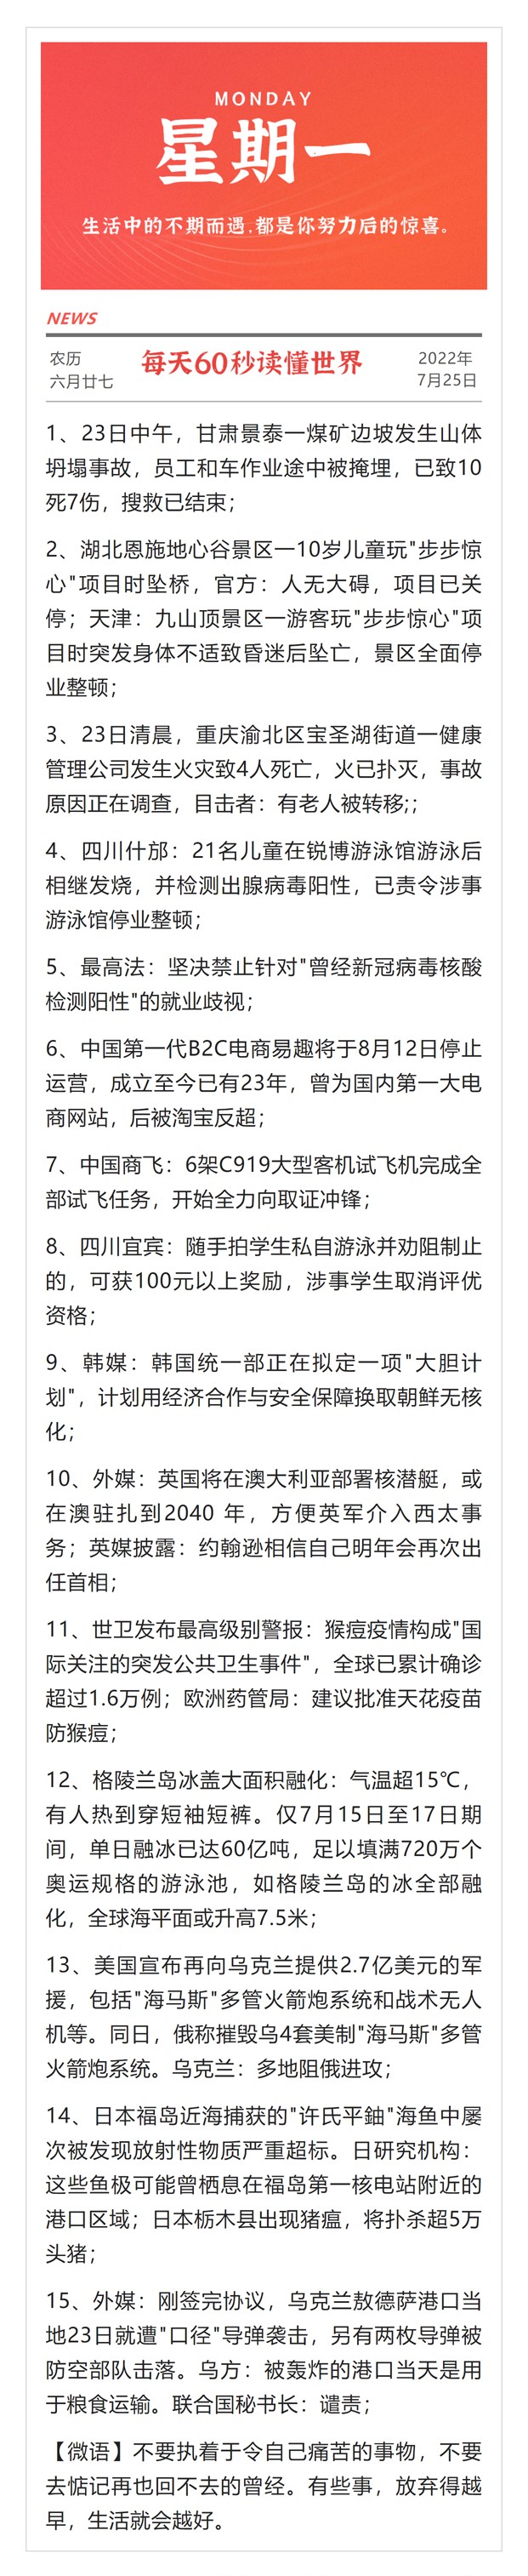 MONDAY
星期一
生活中的不期而遇.都是你努力后的惊喜。
NEWS
农历
六月廿七
每天60秒读懂世界
2022年
7月25日
1、23日中午，甘肃景泰一煤矿边坡发生山体
坍塌事故，员工和车作业途中被掩埋，已致10
死7伤，搜救已结束；
2、湖北恩施地心谷景区一10岁儿童玩"步步惊
心"项目时坠桥，官方：人无大碍，项目已关
停；天津：九山顶景区一游客玩"步步惊心"项
目时突发身体不适致昏迷后坠亡，景区全面停
业整顿；
3、23日清晨，重庆渝北区宝圣湖街道一健康
管理公司发生火灾致4人死亡，火已扑灭，事故
原因正在调查，目击者：有老人被转移;；
4、四川什邡：21名儿童在锐博游泳馆游泳后
相继发烧，并检测出腺病毒阳性，已责令涉事
游泳馆停业整顿；
5、最高法：坚决禁止针对"曾经新冠病毒核酸
检测阳性"的就业歧视；
6、中国第一代B2C电商易趣将于8月12日停止
运营，成立至今已有23年，曾为国内第一大电
商网站，后被淘宝反超；
7、中国商飞：6架C919大型客机试飞机完成全
部试飞任务，开始全力向取证冲锋；
8、四川宜宾：随手拍学生私自游泳并劝阻制止
的，可获100元以上奖励，涉事学生取消评优
资格；
9、韩媒：韩国统一部正在拟定一项"大胆计
划"，计划用经济合作与安全保障换取朝鲜无核
化；
10、外媒：英国将在澳大利亚部署核潜艇，或
在澳驻扎到2040 年，方便英军介入西太事
务；英媒披露：约翰逊相信自己明年会再次出
任首相；
11、世卫发布最高级别警报：猴痘疫情构成"国
际关注的突发公共卫生事件"，全球已累计确诊
超过1.6万例；欧洲药管局：建议批准天花疫苗
防猴痘；
12、格陵兰岛冰盖大面积融化：气温超15℃，
有人热到穿短袖短裤。仅7月15日至17日期
间，单日融冰已达60亿吨，足以填满720万个
奥运规格的游泳池，如格陵兰岛的冰全部融
化，全球海平面或升高7.5米；
13、美国宣布再向乌克兰提供2.7亿美元的军
援，包括"海马斯"多管火箭炮系统和战术无人
机等。同日，俄称摧毁乌4套美制"海马斯"多管
火箭炮系统。乌克兰：多地阻俄进攻；
14、日本福岛近海捕获的"许氏平鲉"海鱼中屡
次被发现放射性物质严重超标。日研究机构：
这些鱼极可能曾栖息在福岛第一核电站附近的
港口区域；日本栃木县出现猪瘟，将扑杀超5万
头猪；
15、外媒：刚签完协议，乌克兰敖德萨港口当
地23日就遭"口径"导弹袭击，另有两枚导弹被
防空部队击落。乌方：被轰炸的港口当天是用
于粮食运输。联合国秘书长：谴责；
【微语】不要执着于令自己痛苦的事物，不要
去惦记再也回不去的曾经。有些事，放弃得越
早，生活就会越好。